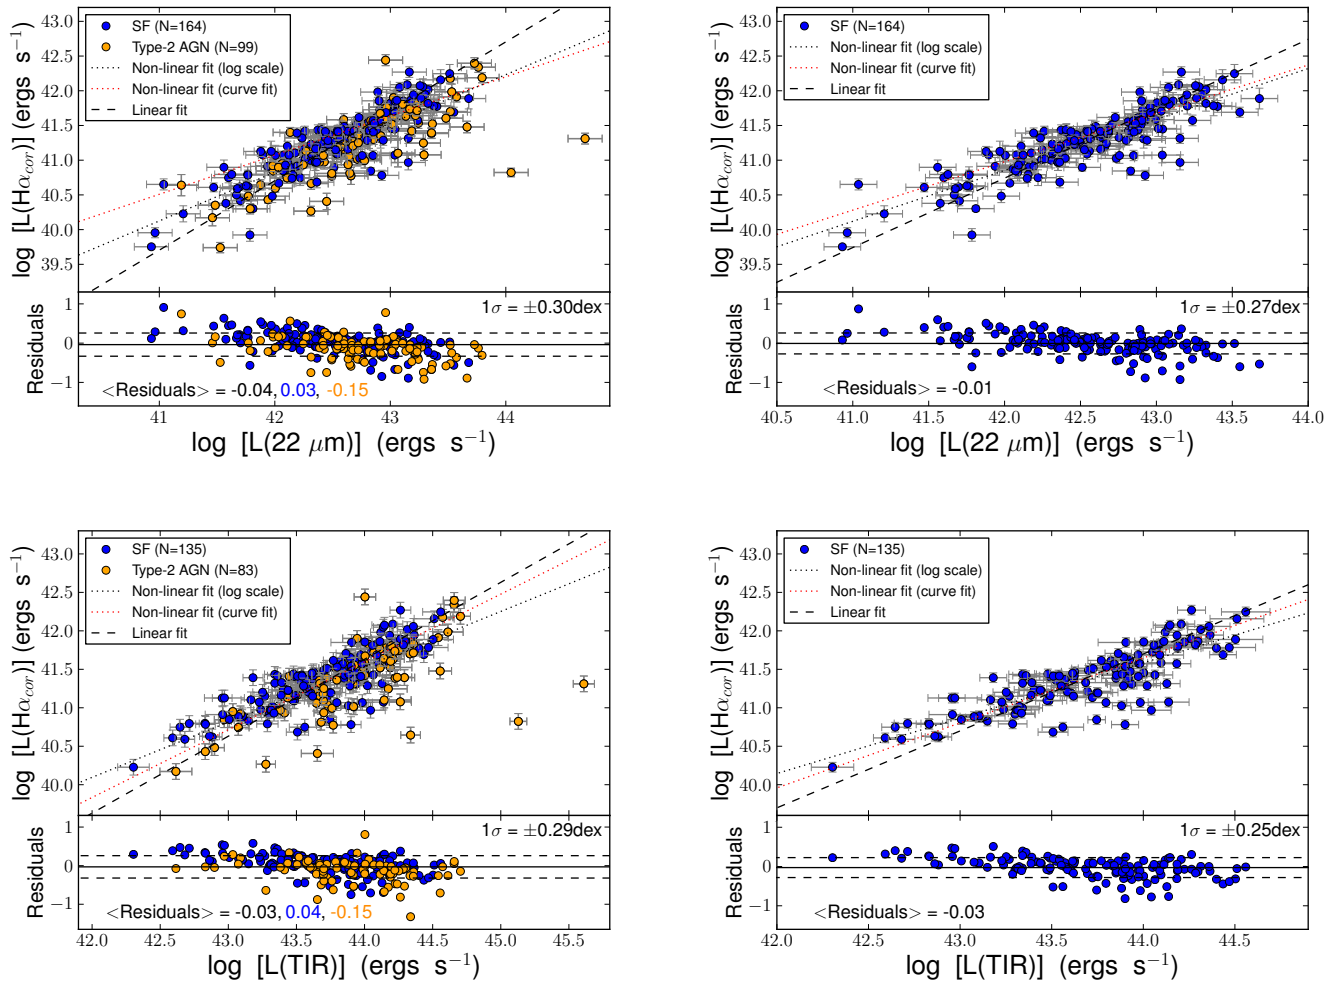 SF (N=164)
Type-2 AGN (N=99)
Non-linear fit (log scale)
Non-linear fit (curve fit)
Linear fit
43.0
42.5
42.0
41.5
41.0
40.5
40.0
39.5
log [L(Hα_cor)] (ergs s⁻¹)
1σ = ±0.30dex
1
0
−1
Residuals
<Residuals> = -0.04, 0.03, -0.15
41 42 43 44
log [L(22 μm)] (ergs s⁻¹)
SF (N=164)
Non-linear fit (log scale)
Non-linear fit (curve fit)
Linear fit
43.0
42.5
42.0
41.5
41.0
40.5
40.0
39.5
log [L(Hα_cor)] (ergs s⁻¹)
1σ = ±0.27dex
1
0
−1
Residuals
<Residuals> = -0.01
40.5 41.0 41.5 42.0 42.5 43.0 43.5 44.0
log [L(22 μm)] (ergs s⁻¹)
SF (N=135)
Type-2 AGN (N=83)
Non-linear fit (log scale)
Non-linear fit (curve fit)
Linear fit
43.0
42.5
42.0
41.5
41.0
40.5
40.0
log [L(Hα_cor)] (ergs s⁻¹)
1σ = ±0.29dex
1
0
−1
Residuals
<Residuals> = -0.03, 0.04, -0.15
42.0 42.5 43.0 43.5 44.0 44.5 45.0 45.5
log [L(TIR)] (ergs s⁻¹)
SF (N=135)
Non-linear fit (log scale)
Non-linear fit (curve fit)
Linear fit
43.0
42.5
42.0
41.5
41.0
40.5
40.0
log [L(Hα_cor)] (ergs s⁻¹)
1σ = ±0.25dex
1
0
−1
Residuals
<Residuals> = -0.03
42.0 42.5 43.0 43.5 44.0 44.5
log [L(TIR)] (ergs s⁻¹)